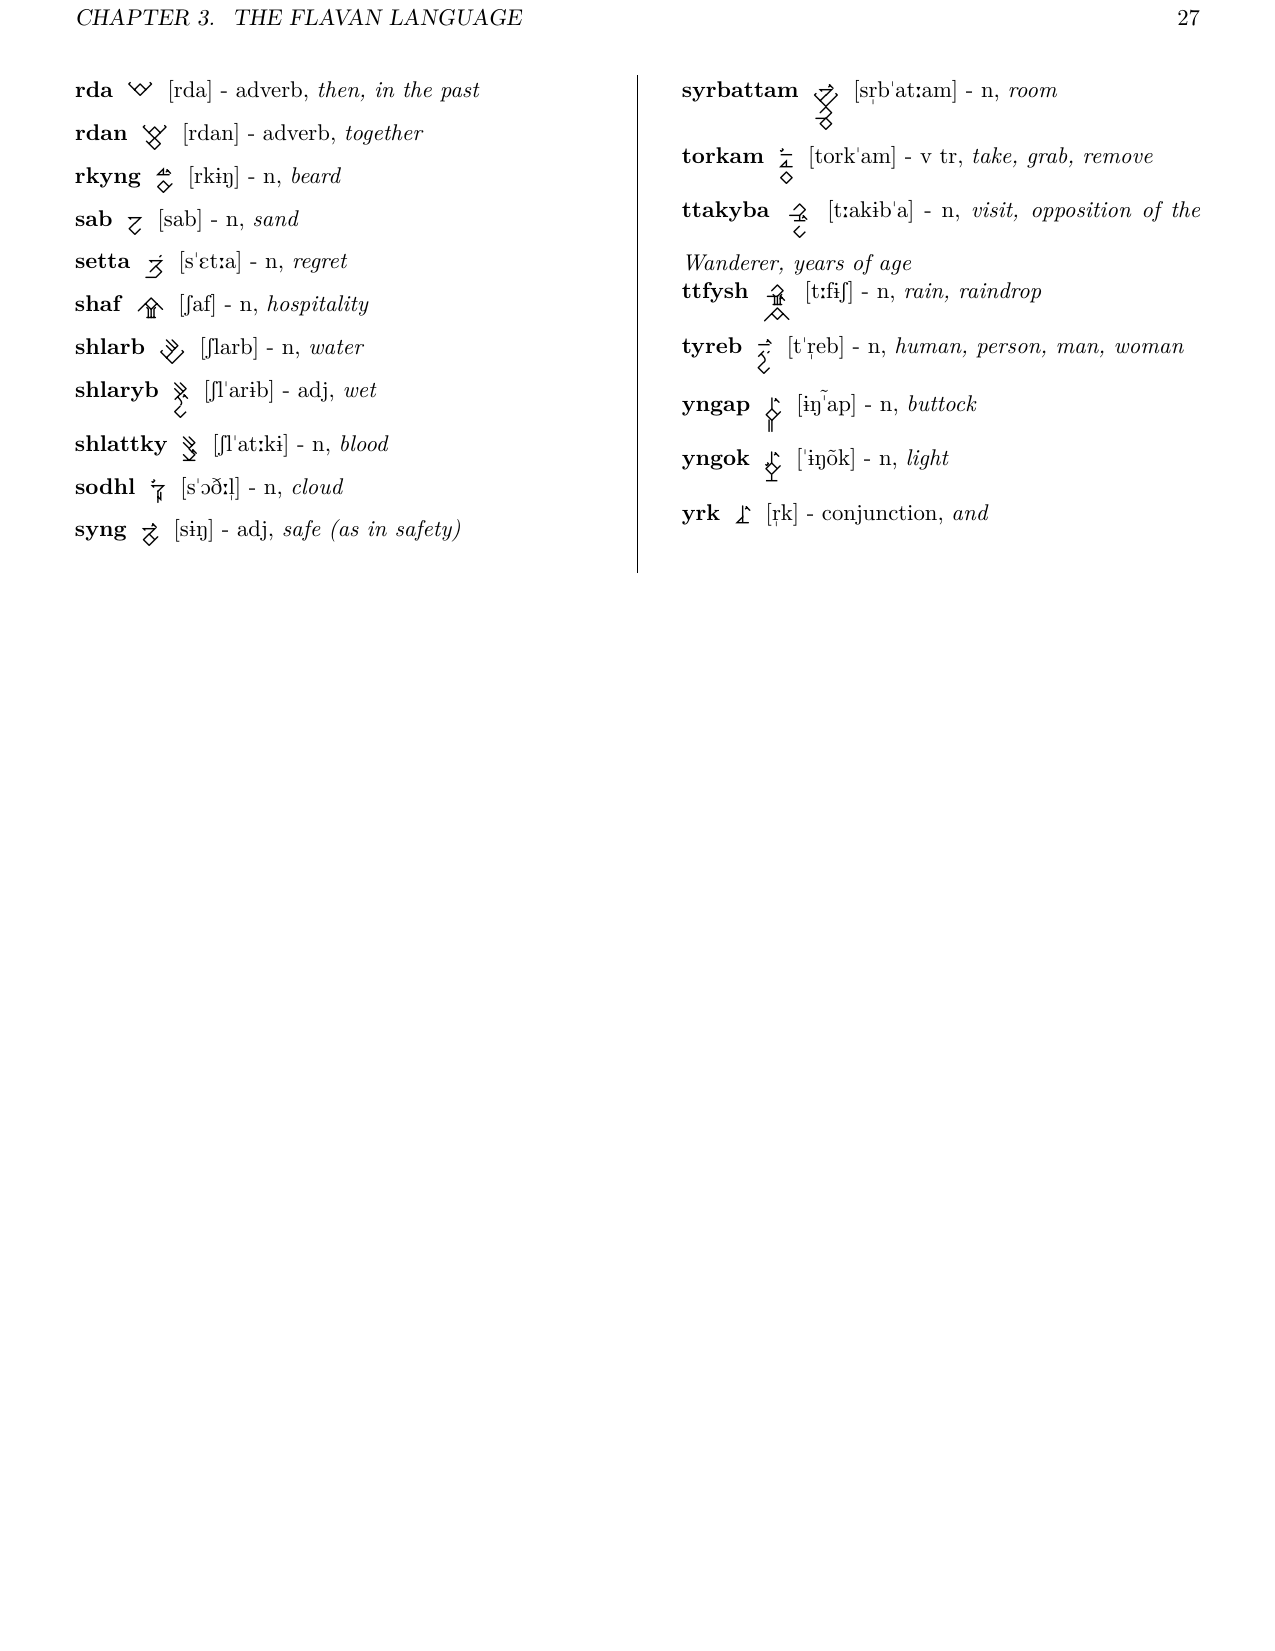 CHAPTER 3. THE FLAVAN LANGUAGE 27
rda [rda] - adverb, then, in the past
rdan [rdan] - adverb, together
rkyng [rkɨŋ] - n, beard
sab [sab] - n, sand
setta [sˈɛtːa] - n, regret
shaf [ʃaf] - n, hospitality
shlarb [ʃlarb] - n, water
shlaryb [ʃlˈarɨb] - adj, wet
shlattky [ʃlˈatːkɨ] - n, blood
sodhl [sˈɔðːl̩] - n, cloud
syng [sɨŋ] - adj, safe (as in safety)
syrbattam [sr̩bˈatːam] - n, room
torkam [torkˈam] - v tr, take, grab, remove
ttakyba [tːakɨbˈa] - n, visit, opposition of the
Wanderer, years of age
ttfysh [tːfɨʃ] - n, rain, raindrop
tyreb [tˈr̩eb] - n, human, person, man, woman
yngap [ɨŋˈ̃ap] - n, buttock
yngok [ˈɨŋõk] - n, light
yrk [r̩k] - conjunction, and